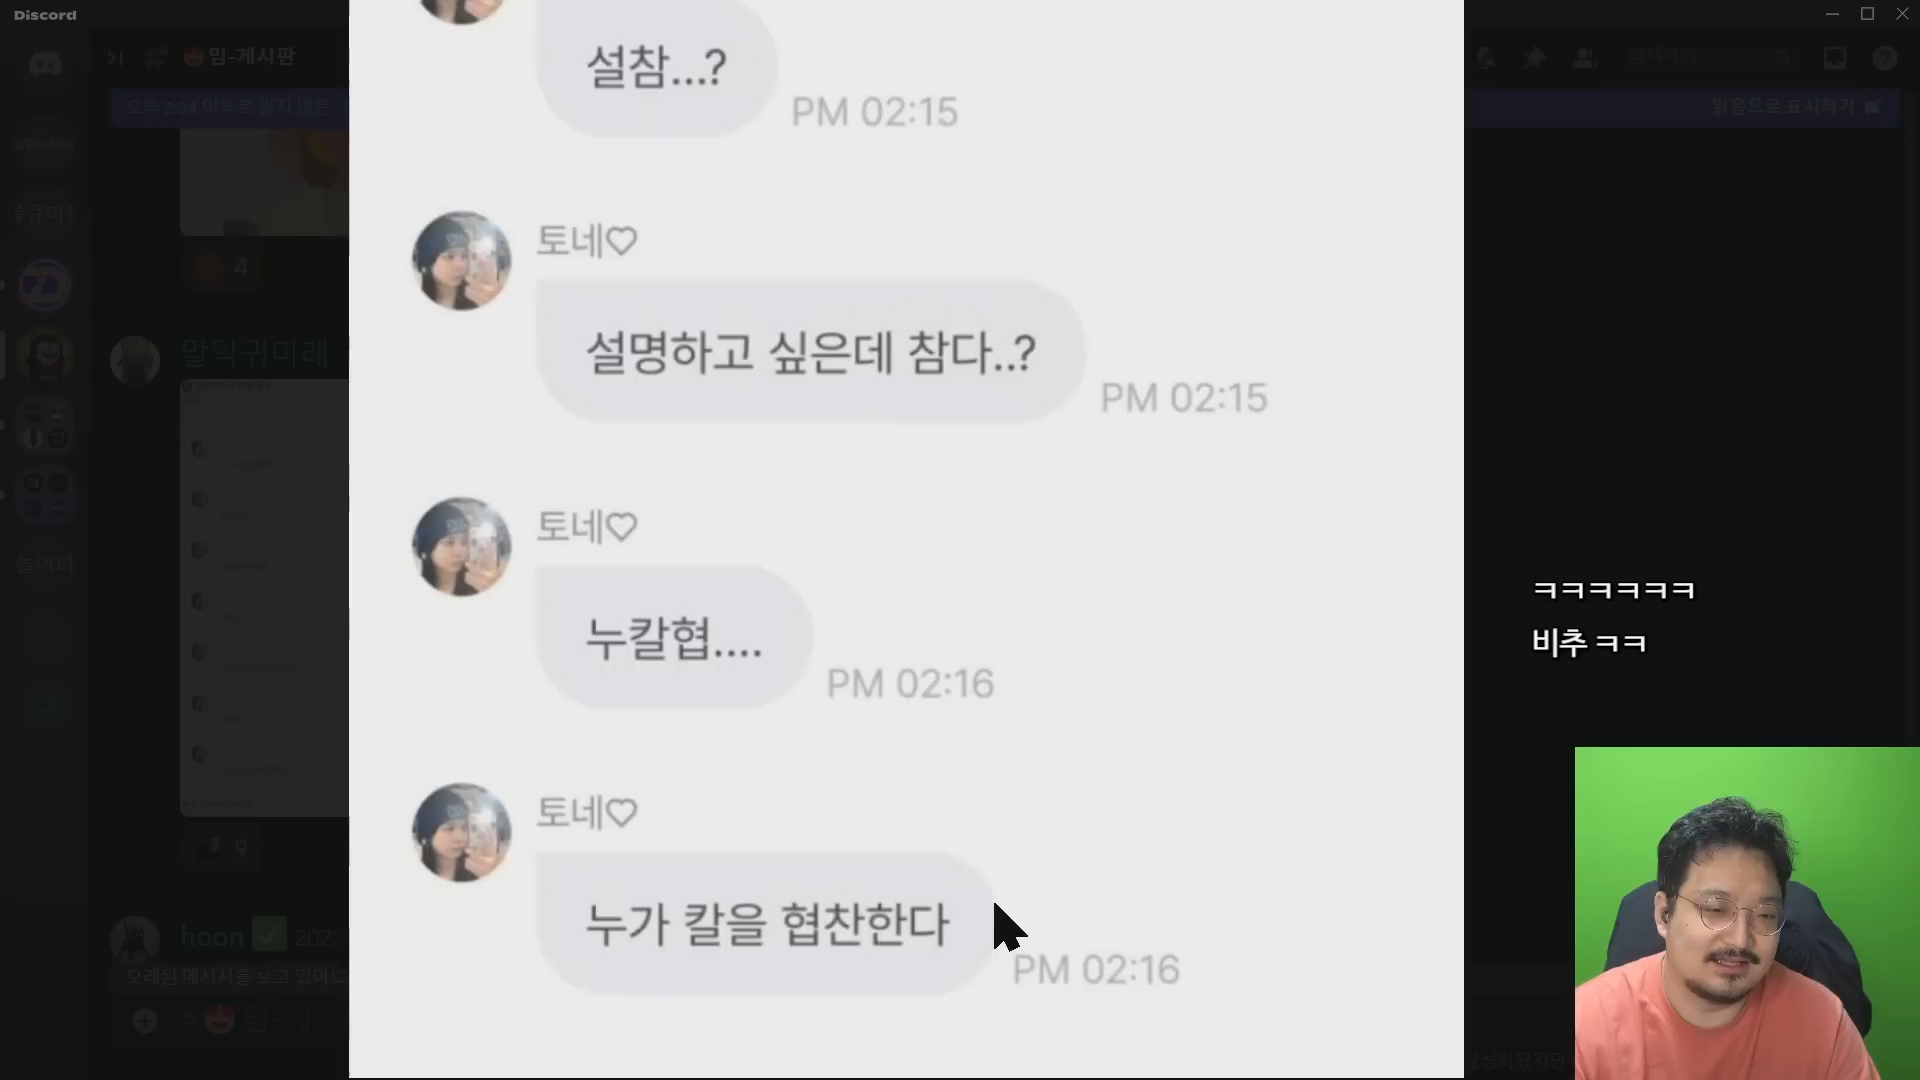 Discord
밈-게시판
오후 2:34 이후로 읽지 않은
읽음으로 표시하기
설참...?
PM 02:15
토네♡
설명하고 싶은데 참다..?
PM 02:15
토네♡
누칼협....
PM 02:16
토네♡
누가 칼을 협찬한다
PM 02:16
4
말악귀미래
9
hoon
202
오래된 메시지를 보고 있어요
ㅋㅋㅋㅋㅋㅋ
비추 ㅋㅋ